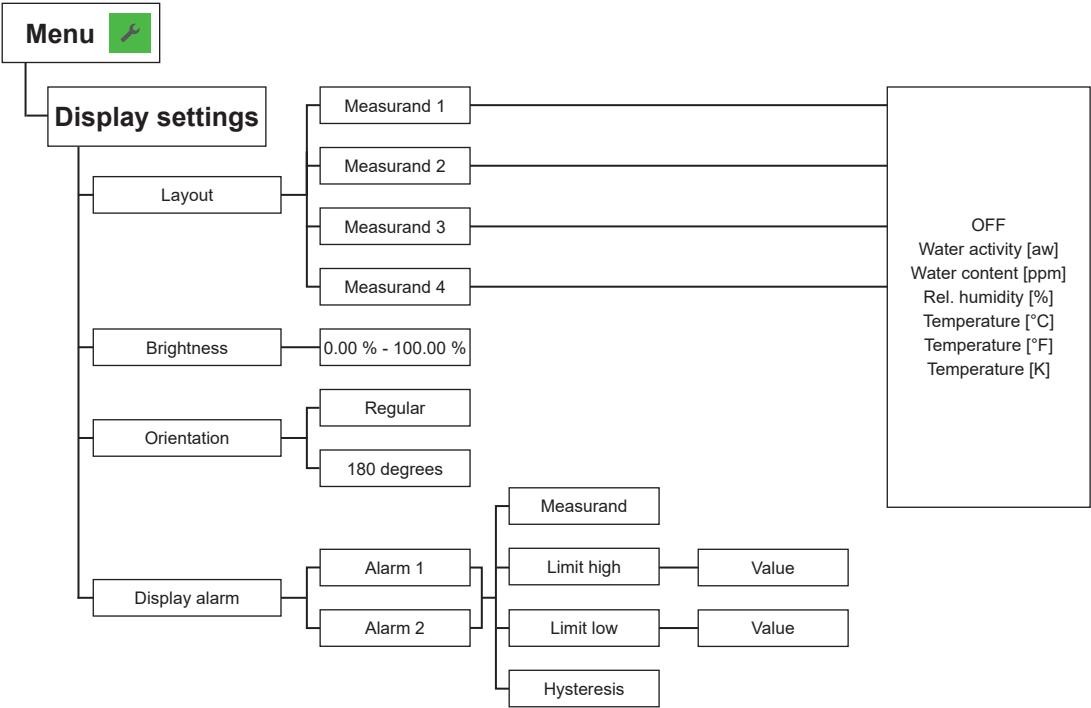 Menu
Display settings
Layout
Measurand 1
Measurand 2
Measurand 3
Measurand 4
OFF
Water activity [aw]
Water content [ppm]
Rel. humidity [%]
Temperature [°C]
Temperature [°F]
Temperature [K]
Brightness
0.00 % - 100.00 %
Orientation
Regular
180 degrees
Display alarm
Alarm 1
Alarm 2
Measurand
Limit high
Value
Limit low
Value
Hysteresis